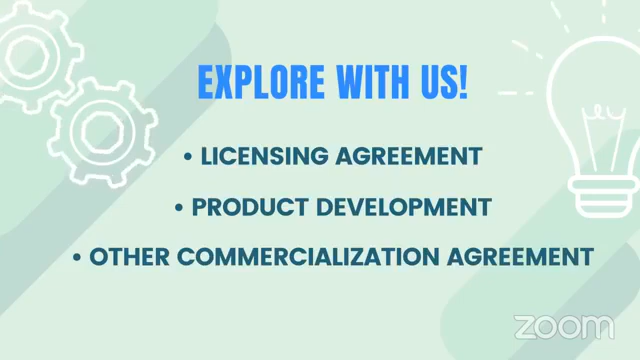 EXPLORE WITH US!
• LICENSING AGREEMENT
• PRODUCT DEVELOPMENT
• OTHER COMMERCIALIZATION AGREEMENT
zoom